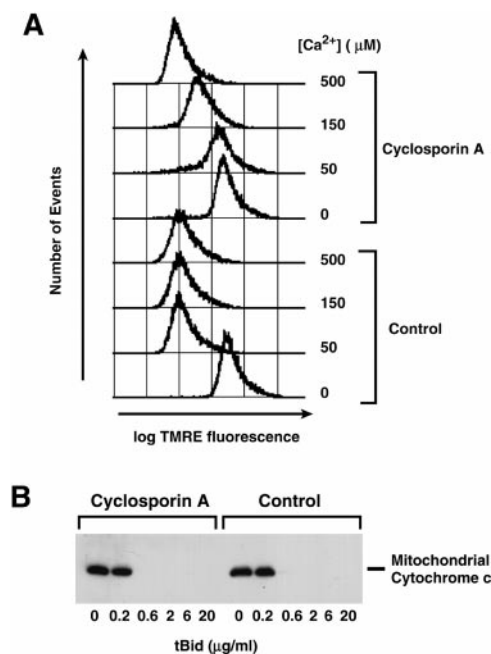 A
[Ca²⁺] ( μM)
500
150
50
0
Cyclosporin A
500
150
50
0
Control
Number of Events
log TMRE fluorescence
B
Cyclosporin A Control
Mitochondrial
Cytochrome c
0 0.2 0.6 2 6 20 0 0.2 0.6 2 6 20
tBid (μg/ml)